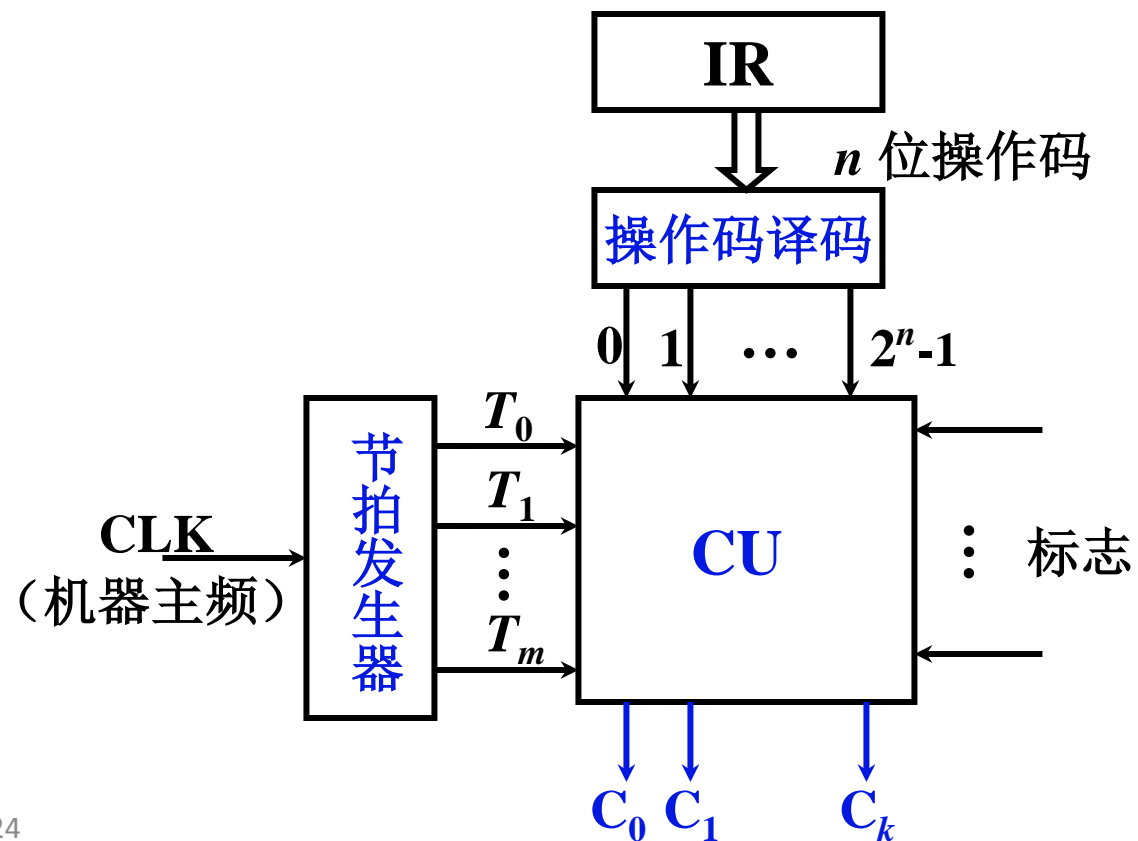 IR
n 位操作码
操作码译码
0 1 … 2ⁿ-1
节拍发生器
T₀
T₁
⋮
Tₘ
CLK
（机器主频）
CU
⋮ 标志
C₀ C₁ Cₖ
24